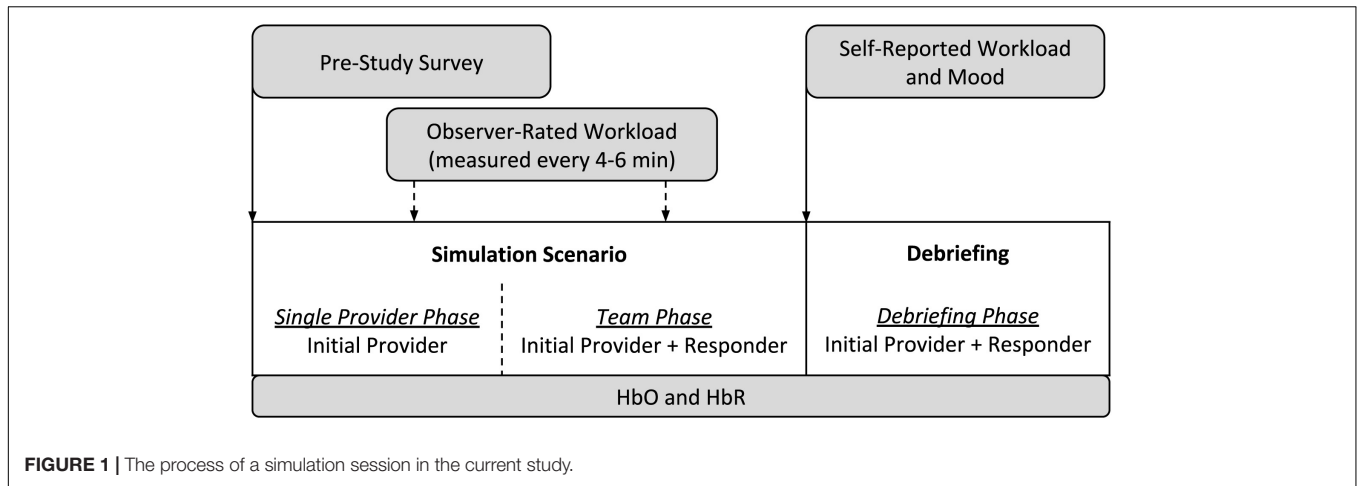 Pre-Study Survey
Self-Reported Workload
and Mood
Observer-Rated Workload
(measured every 4-6 min)
Simulation Scenario
Debriefing
Single Provider Phase
Initial Provider
Team Phase
Initial Provider + Responder
Debriefing Phase
Initial Provider + Responder
HbO and HbR
FIGURE 1 | The process of a simulation session in the current study.